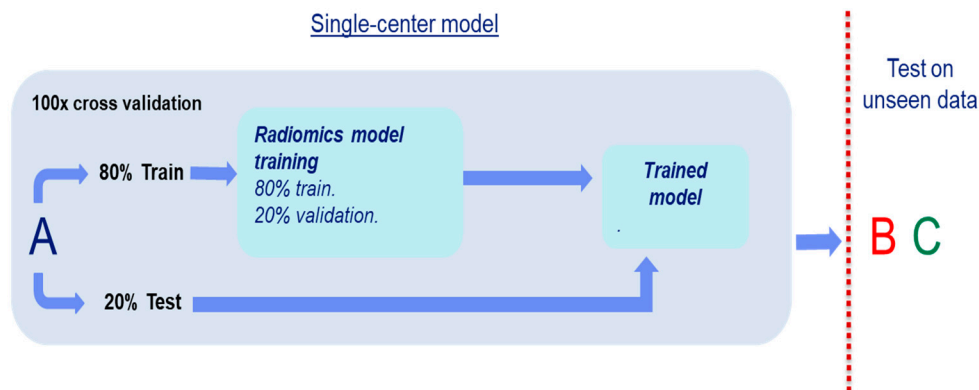 Single-center model
100x cross validation
Test on
unseen data
Radiomics model
training
80% train.
20% validation.
80% Train
Trained
model
.
A
B C
20% Test